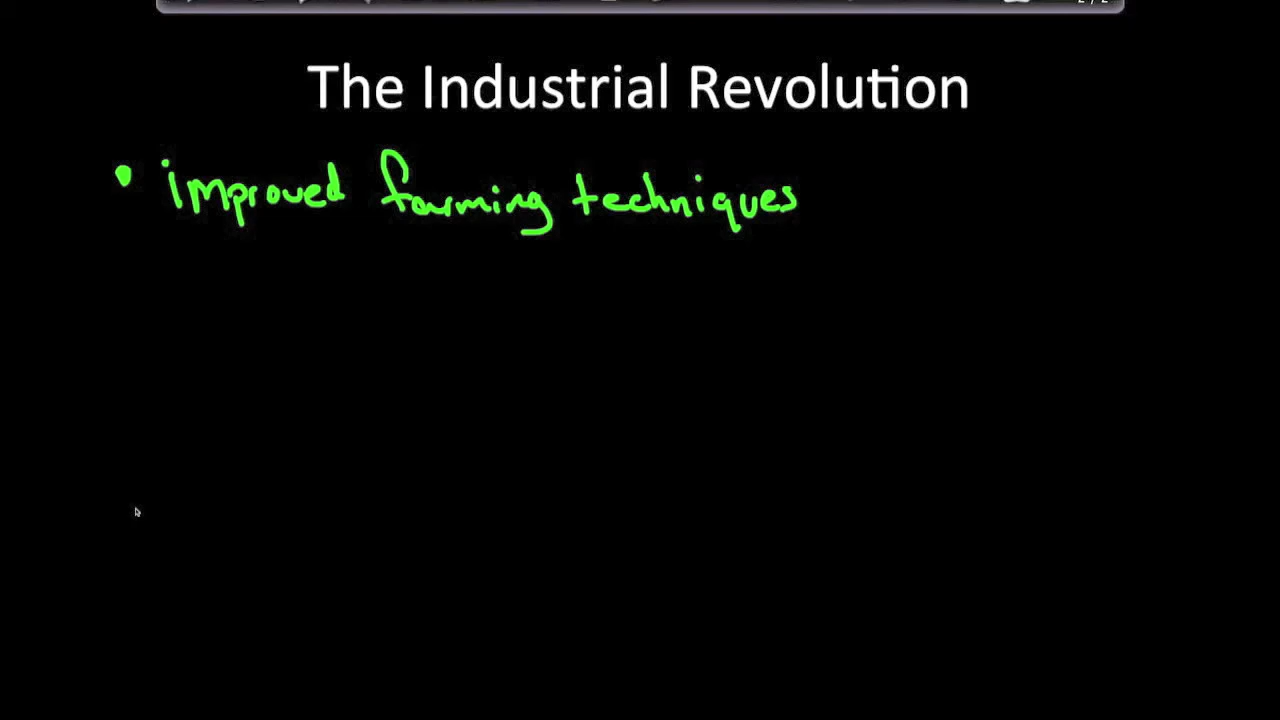 The Industrial Revolution
• improved farming techniques